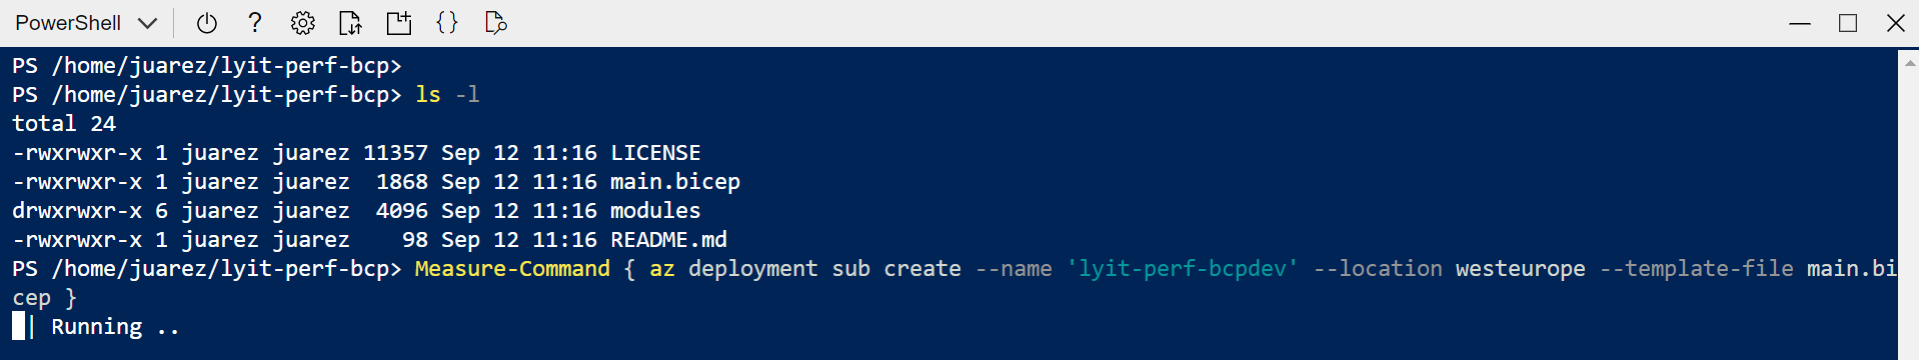 PowerShell
PS /home/juarez/lyit-perf-bcp>
PS /home/juarez/lyit-perf-bcp> ls -l
total 24
-rwxrwxr-x 1 juarez juarez 11357 Sep 12 11:16 LICENSE
-rwxrwxr-x 1 juarez juarez  1868 Sep 12 11:16 main.bicep
drwxrwxr-x 6 juarez juarez  4096 Sep 12 11:16 modules
-rwxrwxr-x 1 juarez juarez    98 Sep 12 11:16 README.md
PS /home/juarez/lyit-perf-bcp> Measure-Command { az deployment sub create --name 'lyit-perf-bcpdev' --location westeurope --template-file main.bi
cep }
| Running ..